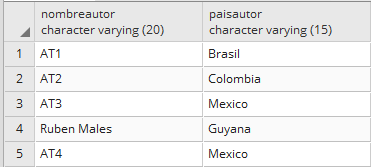 nombreautor paisautor
character varying (20) character varying (15)
1 AT1 Brasil
2 AT2 Colombia
3 AT3 Mexico
4 Ruben Males Guyana
5 AT4 Mexico